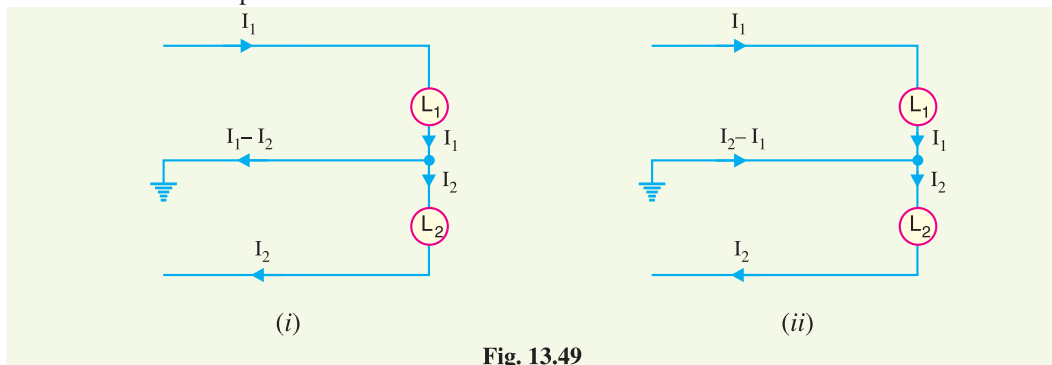 I₁ I₁
L₁ L₁
I₁– I₂ I₁ I₂– I₁ I₁
I₂ I₂
L₂ L₂
I₂ I₂
(i) (ii)
Fig. 13.49